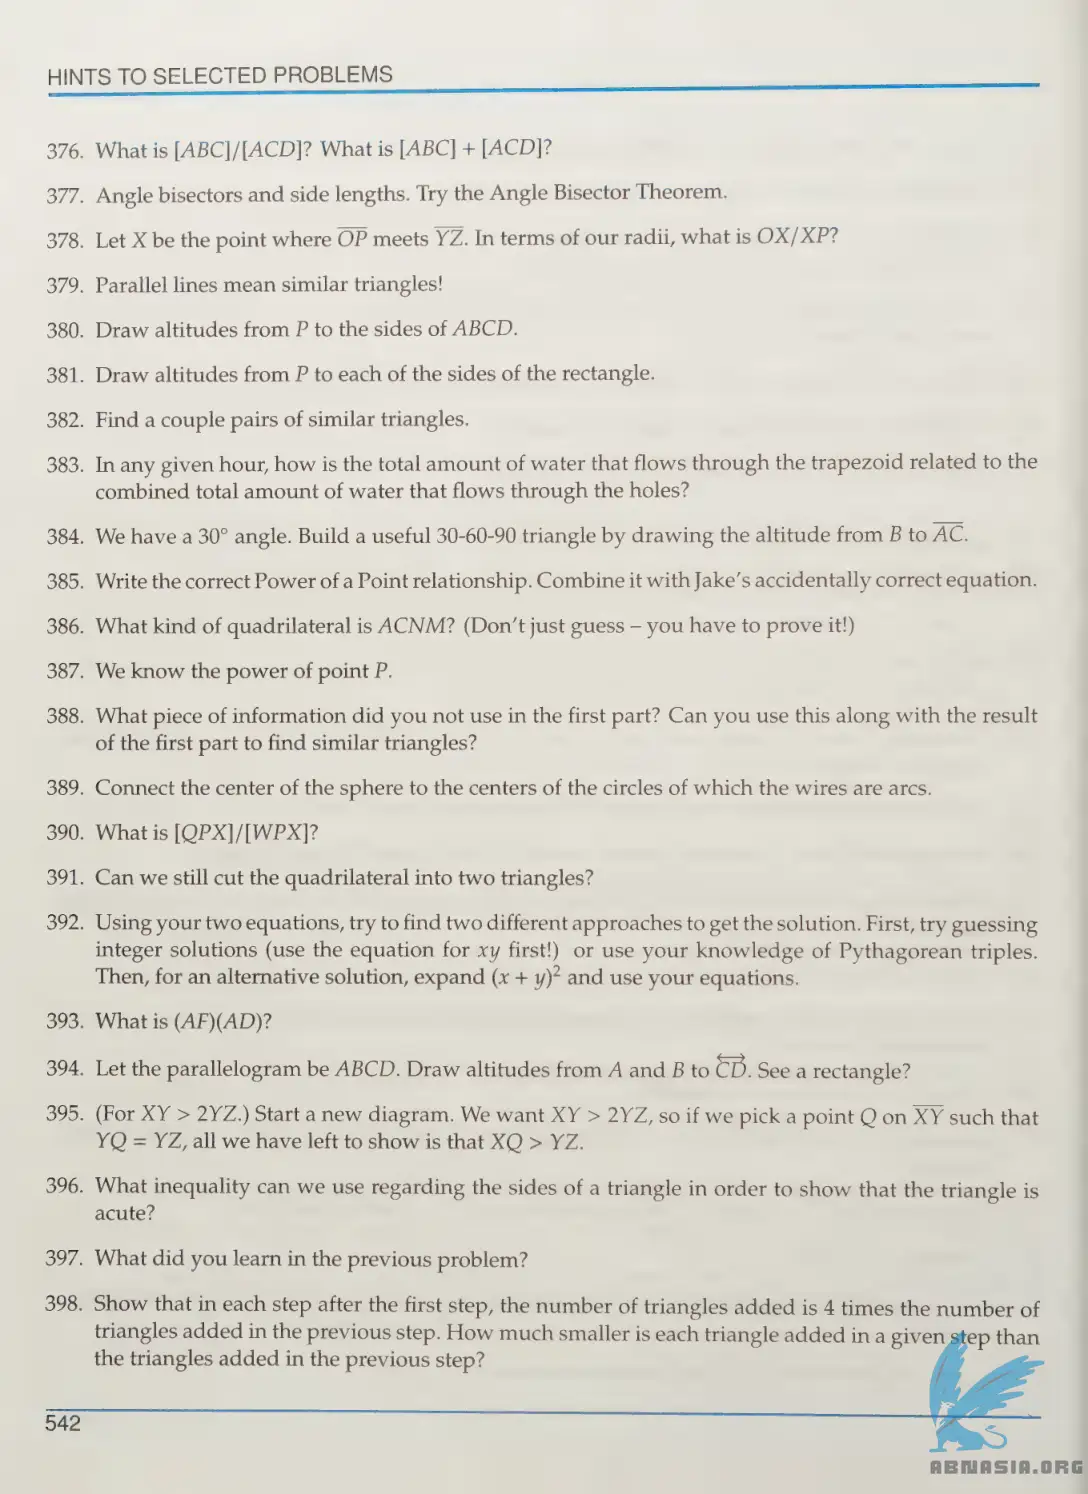 HINTS TO SELECTED PROBLEMS
376. What is [ABC]/[ACD]? What is [ABC] + [ACD]?
377. Angle bisectors and side lengths. Try the Angle Bisector Theorem.
378. Let X be the point where O̅P̅ meets Y̅Z̅. In terms of our radii, what is OX/XP?
379. Parallel lines mean similar triangles!
380. Draw altitudes from P to the sides of ABCD.
381. Draw altitudes from P to each of the sides of the rectangle.
382. Find a couple pairs of similar triangles.
383. In any given hour, how is the total amount of water that flows through the trapezoid related to the
combined total amount of water that flows through the holes?
384. We have a 30° angle. Build a useful 30-60-90 triangle by drawing the altitude from B to A̅C̅.
385. Write the correct Power of a Point relationship. Combine it with Jake's accidentally correct equation.
386. What kind of quadrilateral is ACNM? (Don't just guess – you have to prove it!)
387. We know the power of point P.
388. What piece of information did you not use in the first part? Can you use this along with the result
of the first part to find similar triangles?
389. Connect the center of the sphere to the centers of the circles of which the wires are arcs.
390. What is [QPX]/[WPX]?
391. Can we still cut the quadrilateral into two triangles?
392. Using your two equations, try to find two different approaches to get the solution. First, try guessing
integer solutions (use the equation for xy first!) or use your knowledge of Pythagorean triples.
Then, for an alternative solution, expand (x + y)² and use your equations.
393. What is (AF)(AD)?
394. Let the parallelogram be ABCD. Draw altitudes from A and B to C͍D͍. See a rectangle?
395. (For XY > 2YZ.) Start a new diagram. We want XY > 2YZ, so if we pick a point Q on X̅Y̅ such that
YQ = YZ, all we have left to show is that XQ > YZ.
396. What inequality can we use regarding the sides of a triangle in order to show that the triangle is
acute?
397. What did you learn in the previous problem?
398. Show that in each step after the first step, the number of triangles added is 4 times the number of
triangles added in the previous step. How much smaller is each triangle added in a given step than
the triangles added in the previous step?
542
ABNASIA.ORG